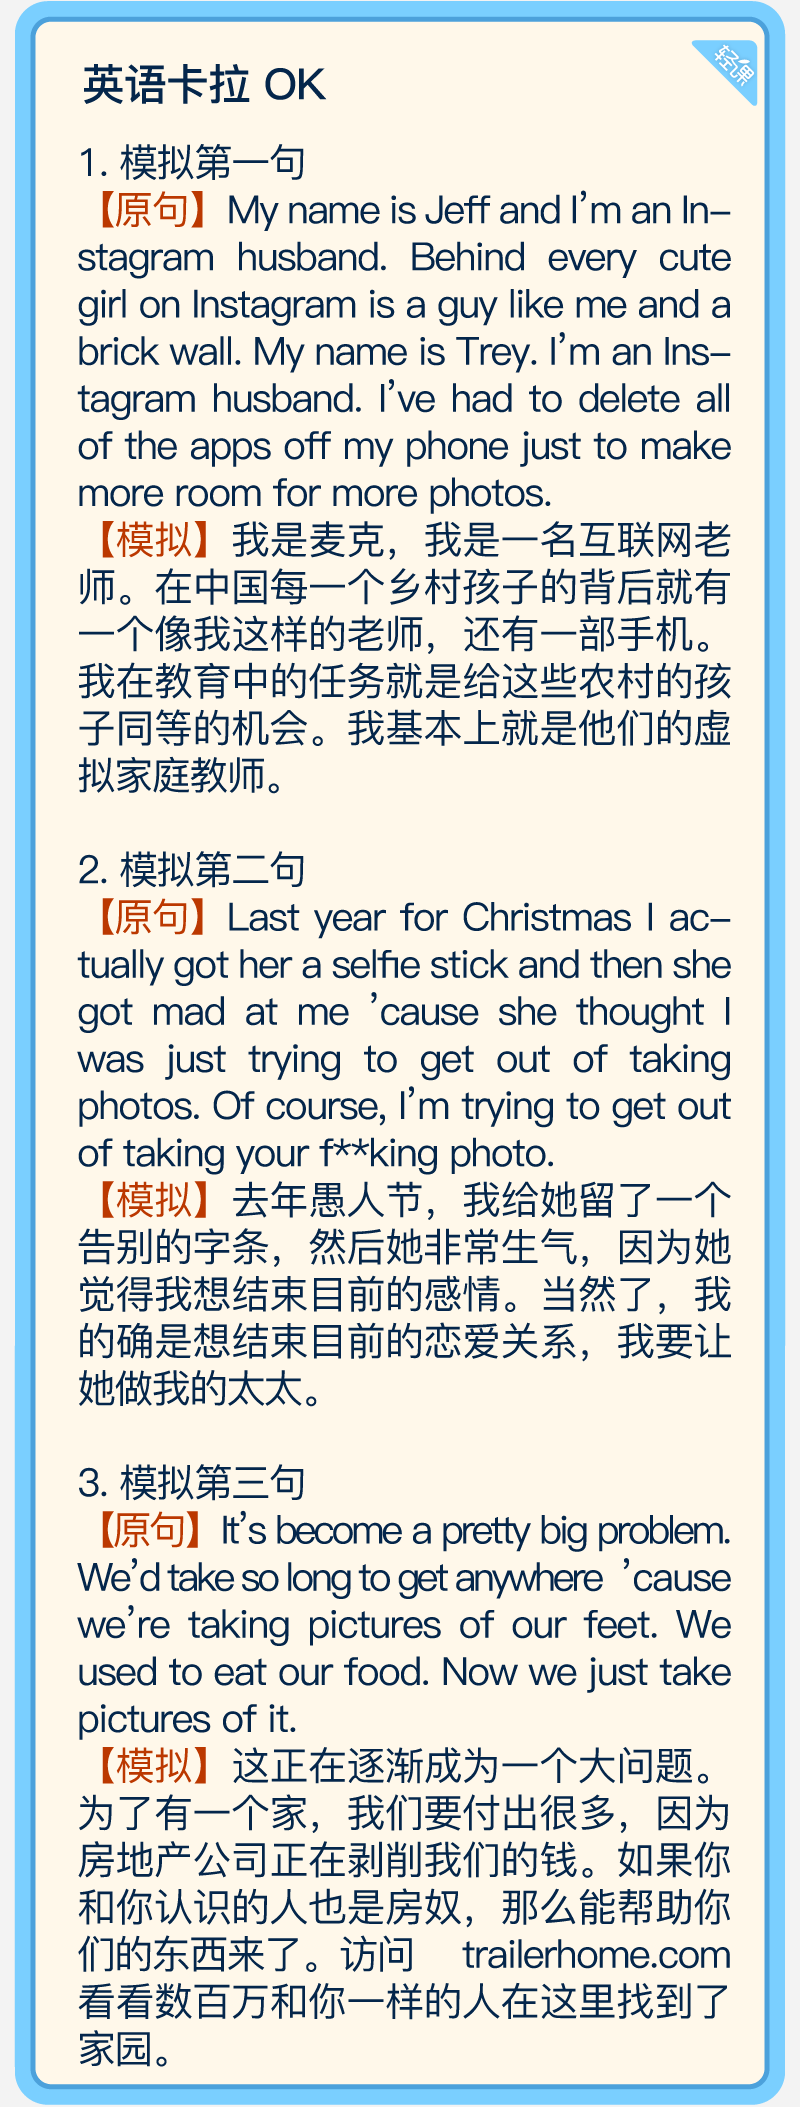 英语卡拉 OK
轻课
1. 模拟第一句
【原句】My name is Jeff and I'm an In-
stagram husband. Behind every cute
girl on Instagram is a guy like me and a
brick wall. My name is Trey. I'm an Ins-
tagram husband. I've had to delete all
of the apps off my phone just to make
more room for more photos.
【模拟】我是麦克，我是一名互联网老
师。在中国每一个乡村孩子的背后就有
一个像我这样的老师，还有一部手机。
我在教育中的任务就是给这些农村的孩
子同等的机会。我基本上就是他们的虚
拟家庭教师。
2. 模拟第二句
【原句】Last year for Christmas I ac-
tually got her a selfie stick and then she
got mad at me 'cause she thought I
was just trying to get out of taking
photos. Of course, I'm trying to get out
of taking your f**king photo.
【模拟】去年愚人节，我给她留了一个
告别的字条，然后她非常生气，因为她
觉得我想结束目前的感情。当然了，我
的确是想结束目前的恋爱关系，我要让
她做我的太太。
3. 模拟第三句
【原句】It's become a pretty big problem.
We'd take so long to get anywhere 'cause
we're taking pictures of our feet. We
used to eat our food. Now we just take
pictures of it.
【模拟】这正在逐渐成为一个大问题。
为了有一个家，我们要付出很多，因为
房地产公司正在剥削我们的钱。如果你
和你认识的人也是房奴，那么能帮助你
们的东西来了。访问 trailerhome.com
看看数百万和你一样的人在这里找到了
家园。